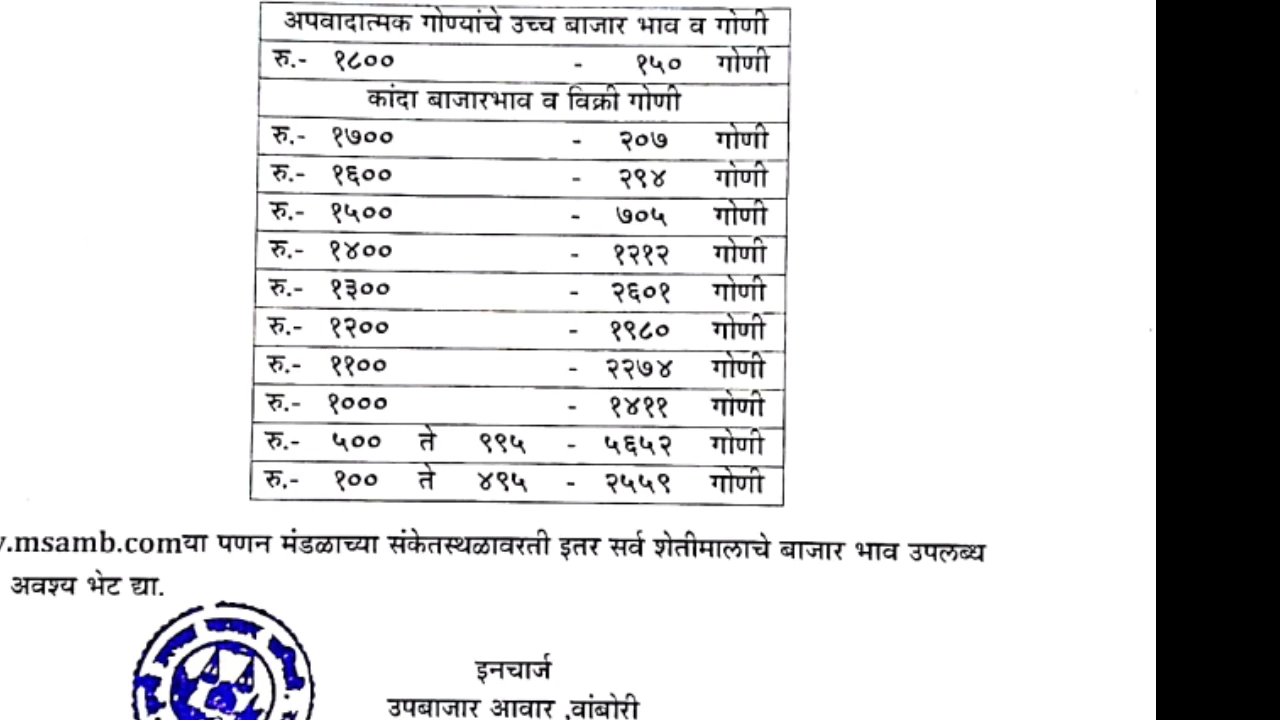 अपवादात्मक गोण्यांचे उच्च बाजार भाव व गोणी
रु.- १८०० - १५० गोणी
कांदा बाजारभाव व विक्री गोणी
रु.- १७०० - २०७ गोणी
रु.- १६०० - २९४ गोणी
रु.- १५०० - ७०५ गोणी
रु.- १४०० - १२१२ गोणी
रु.- १३०० - २६०१ गोणी
रु.- १२०० - १९८० गोणी
रु.- ११०० - २२७४ गोणी
रु.- १००० - १४११ गोणी
रु.- ५०० ते ९९५ - ५६५२ गोणी
रु.- १०० ते ४९५ - २५५९ गोणी
.msamb.comया पणन मंडळाच्या संकेतस्थळावरती इतर सर्व शेतीमालाचे बाजार भाव उपलब्ध
अवश्य भेट द्या.
इनचार्ज
उपबाजार आवार ,वांबोरी